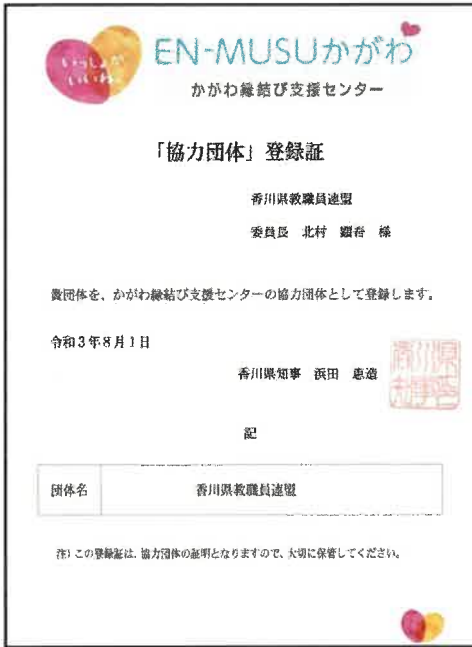 いっしょが
いいね。
EN-MUSUかがわ
かがわ縁結び支援センター
「協力団体」登録証
香川県教職員連盟
委員長 北村 顕吾 様
貴団体を、かがわ縁結び支援センターの協力団体として登録します。
令和3年8月1日
香川県知事 浜田 恵造
記
団体名 香川県教職員連盟
注) この登録証は、協力団体の証明となりますので、大切に保管してください。